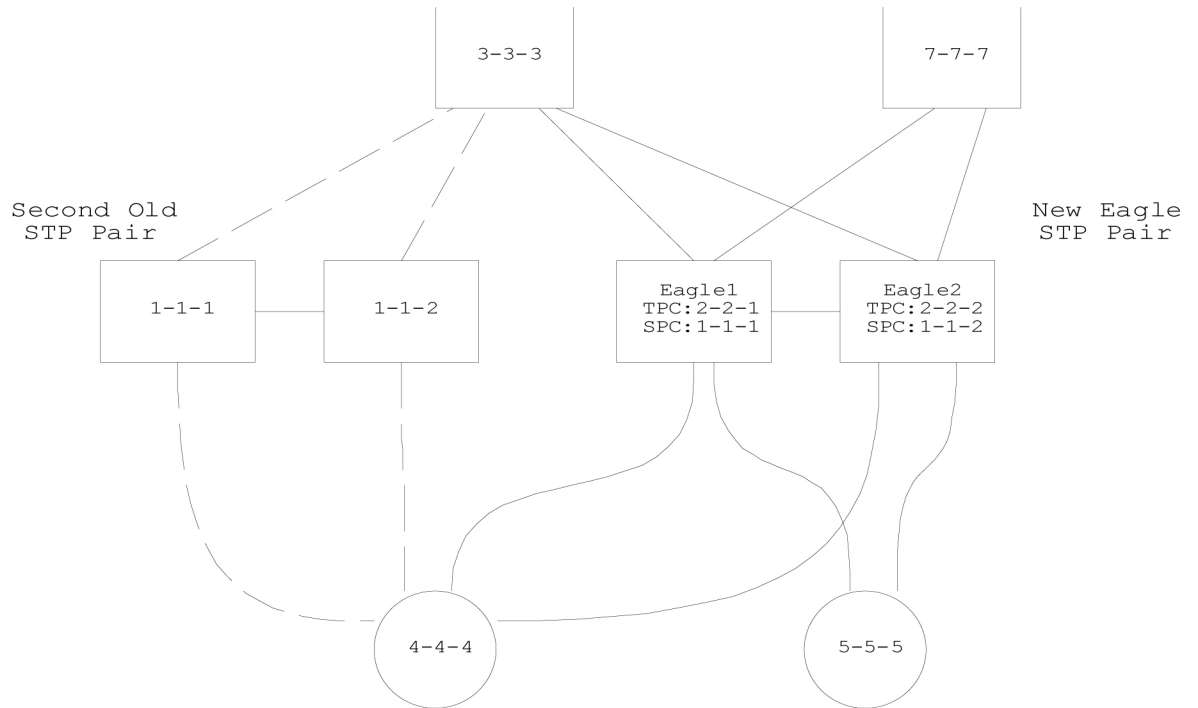 3-3-3
7-7-7
Second Old
STP Pair
New Eagle
STP Pair
1-1-1
1-1-2
Eagle1
TPC:2-2-1
SPC:1-1-1
Eagle2
TPC:2-2-2
SPC:1-1-2
4-4-4
5-5-5